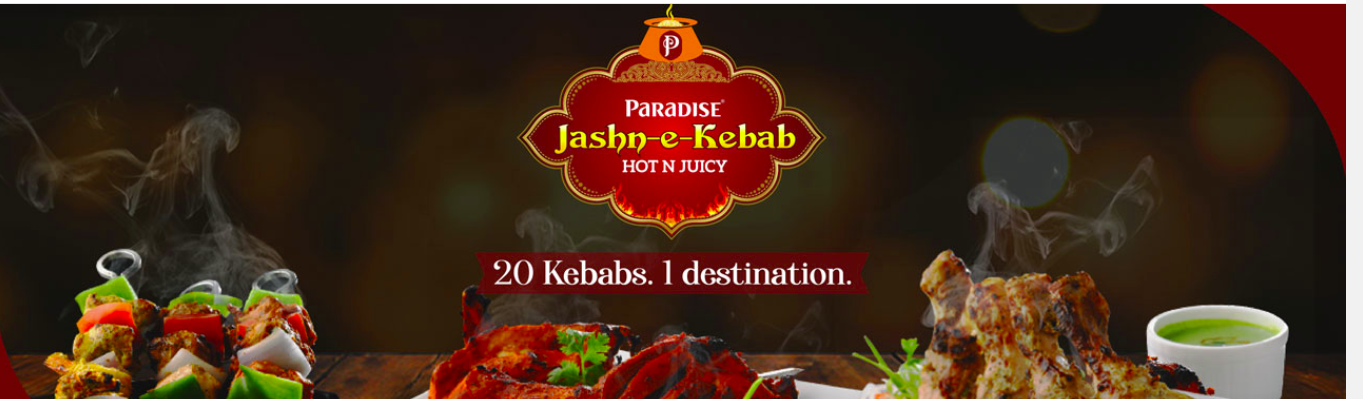 P
PARADISE®
Jashn-e-Kebab
HOT N JUICY
20 Kebabs. 1 destination.